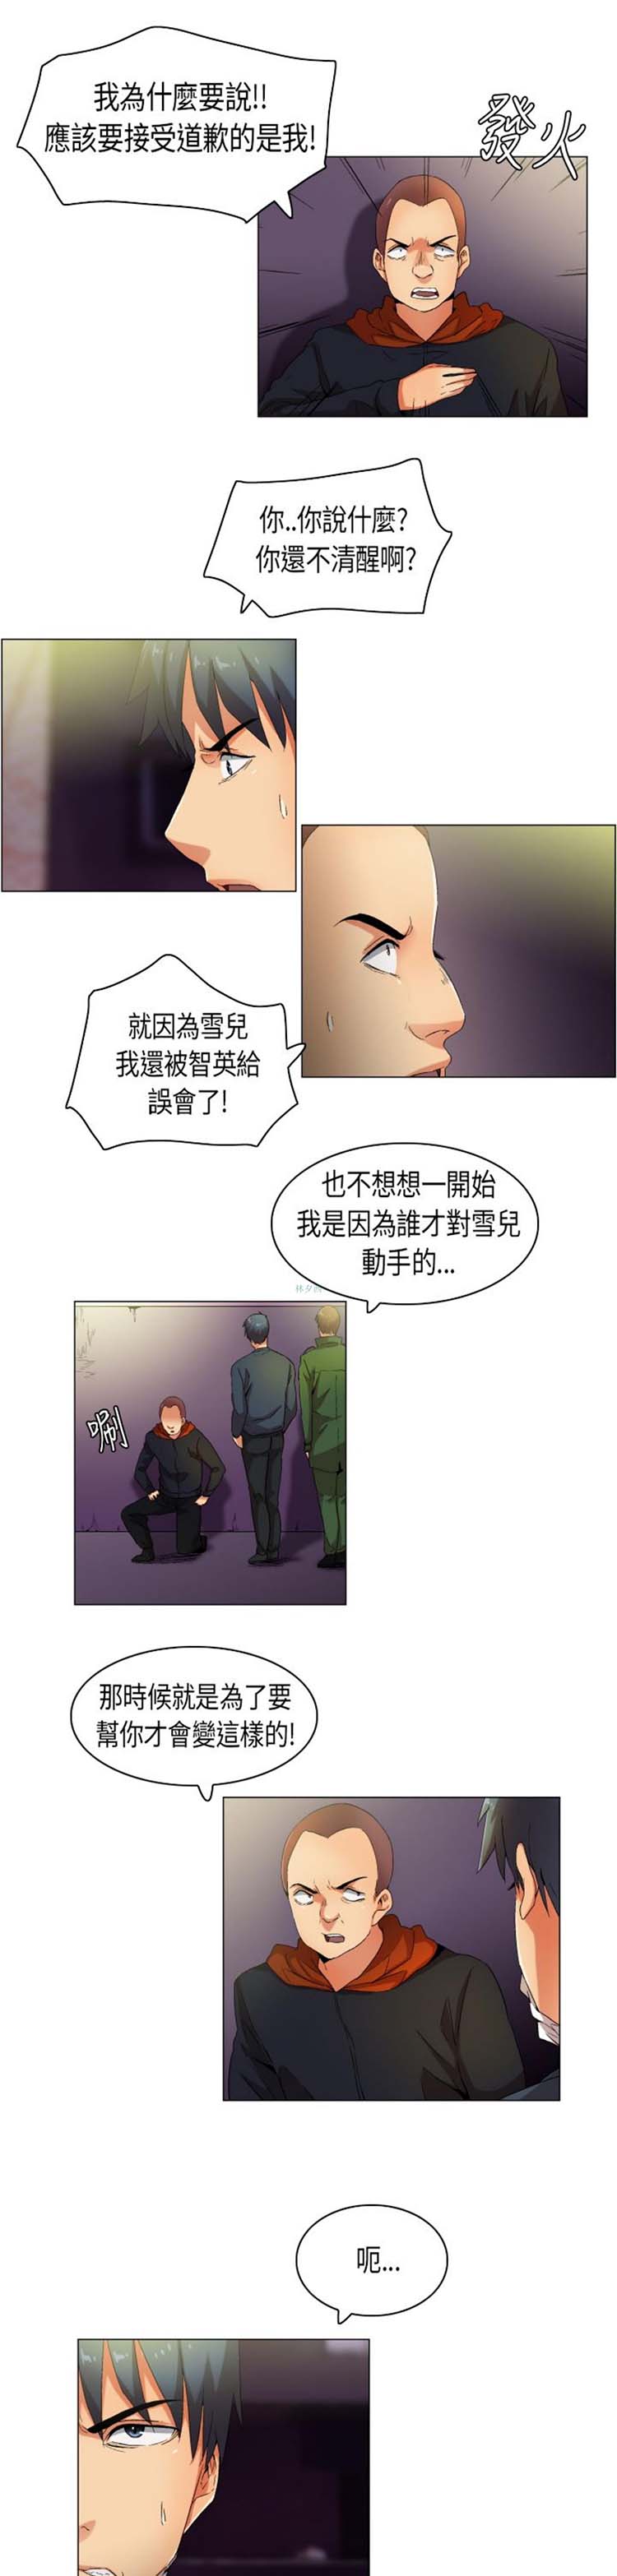 我為什麼要說!!
應該要接受道歉的是我!
發火
你..你說什麼?
你還不清醒啊?
就因為雪兒
我還被智英給
誤會了!
也不想想一開始
我是因為誰才對雪兒
動手的...
唰
那時候就是為了要
幫你才會變這樣的!
呃...